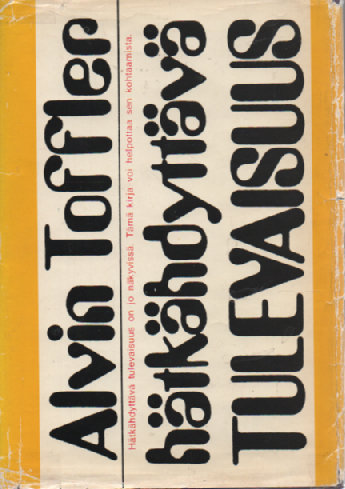 Alvin Toffler
Hätkähdyttävä tulevaisuus on jo näkyvissä. Tämä kirja voi helpottaa sen kohtaamista.
hätkähdyttävä
TULEVAISUUS